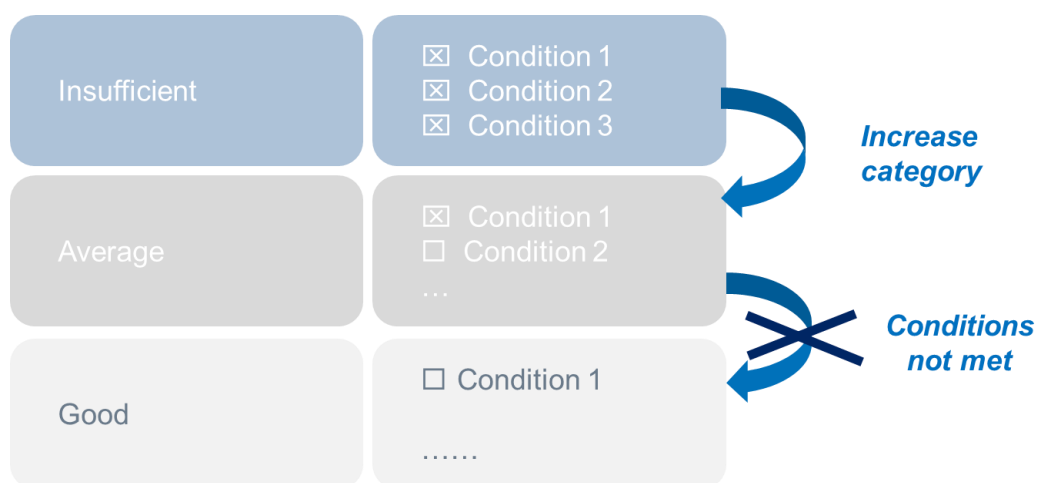 Insufficient
☒ Condition 1
☒ Condition 2
☒ Condition 3
Increase
category
Average
☒ Condition 1
☐ Condition 2
...
Conditions
not met
Good
☐ Condition 1
......